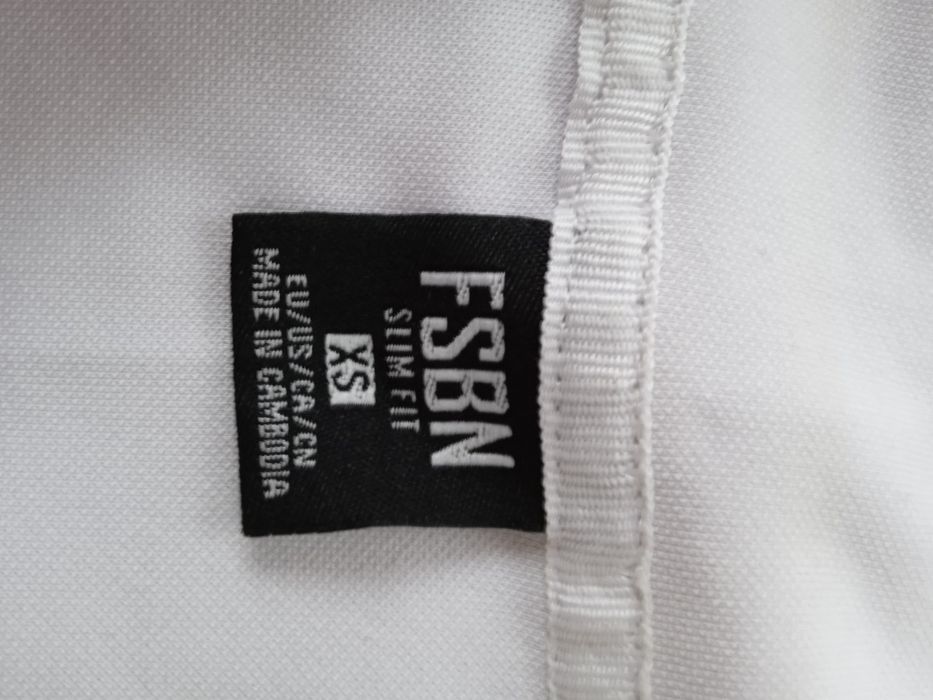 FSBN
SLIM FIT
XS
EU/US/CA/CN
MADE IN CAMBODIA